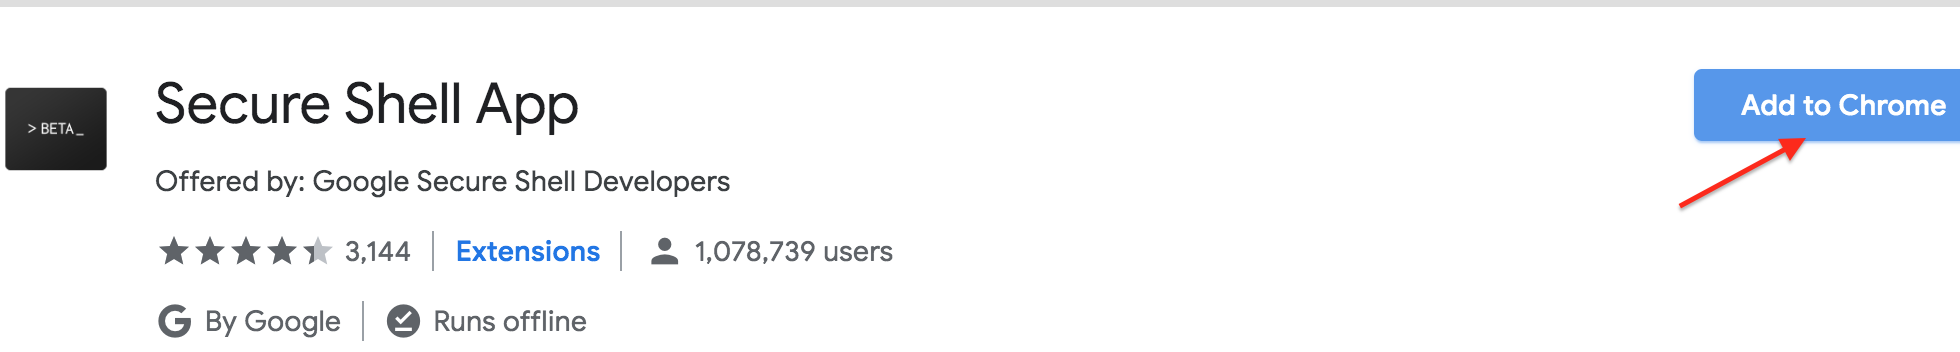 > BETA_
Secure Shell App
Add to Chrome
Offered by: Google Secure Shell Developers
3,144 Extensions 1,078,739 users
By Google Runs offline